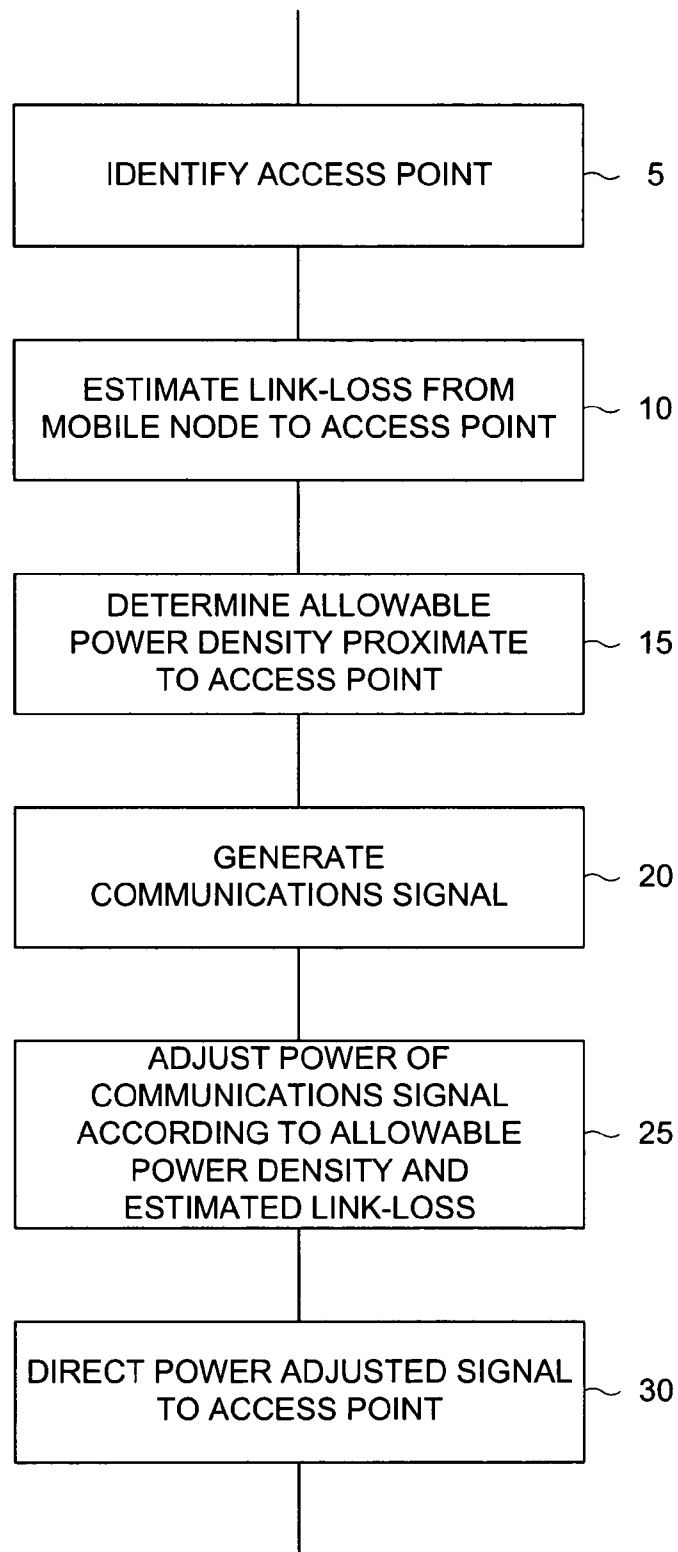 IDENTIFY ACCESS POINT
5
ESTIMATE LINK-LOSS FROM
MOBILE NODE TO ACCESS POINT
10
DETERMINE ALLOWABLE
POWER DENSITY PROXIMATE
TO ACCESS POINT
15
GENERATE
COMMUNICATIONS SIGNAL
20
ADJUST POWER OF
COMMUNICATIONS SIGNAL
ACCORDING TO ALLOWABLE
POWER DENSITY AND
ESTIMATED LINK-LOSS
25
DIRECT POWER ADJUSTED SIGNAL
TO ACCESS POINT
30